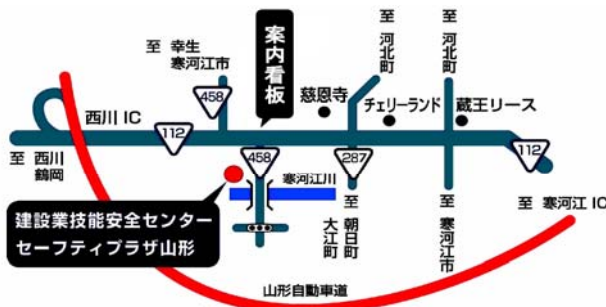 至 幸生
寒河江市
458
案内看板
慈恩寺
至 河北町
チェリーランド
至 河北町
蔵王リース
西川 IC
112
至 西川
鶴岡
458
寒河江川
287
至 朝日町
大江町
至 寒河江市
112
至 寒河江 IC
建設業技能安全センター
セーフティプラザ山形
山形自動車道